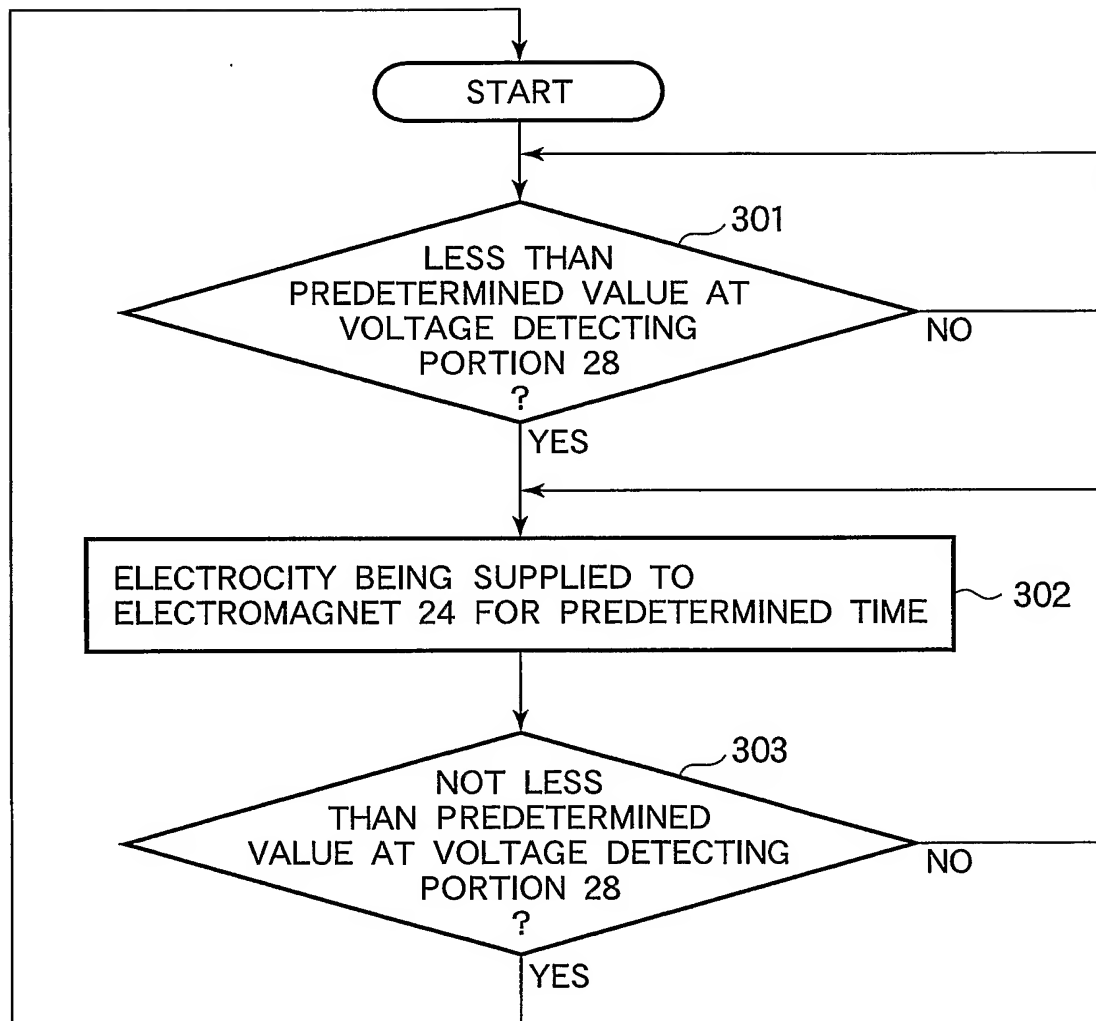 START
301
LESS THAN
PREDETERMINED VALUE AT
VOLTAGE DETECTING
PORTION 28
?
NO
YES
ELECTROCITY BEING SUPPLIED TO
ELECTROMAGNET 24 FOR PREDETERMINED TIME
302
303
NOT LESS
THAN PREDETERMINED
VALUE AT VOLTAGE DETECTING
PORTION 28
?
NO
YES